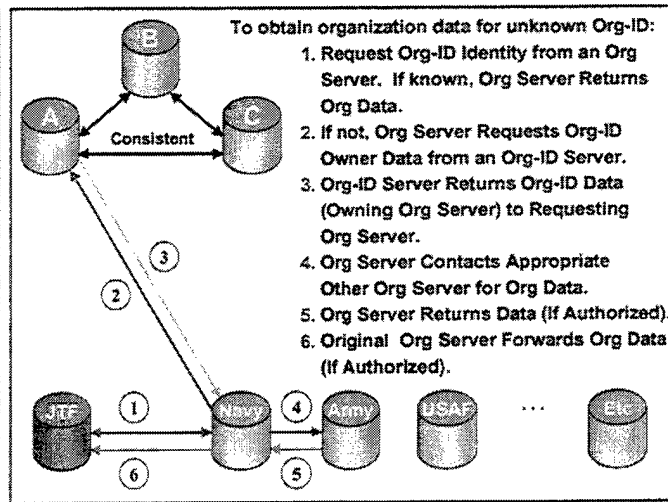 To obtain organization data for unknown Org-ID:
1. Request Org-ID Identity from an Org
Server. If known, Org Server Returns
Org Data.
2. If not, Org Server Requests Org-ID
Owner Data from an Org-ID Server.
3. Org-ID Server Returns Org-ID Data
(Owning Org Server) to Requesting
Org Server.
4. Org Server Contacts Appropriate
Other Org Server for Org Data.
5. Org Server Returns Data (If Authorized).
6. Original Org Server Forwards Org Data
(If Authorized).
B
A
C
Consistent
3
2
JTF
1
6
Navy
4
5
Army
USAF
...
Etc